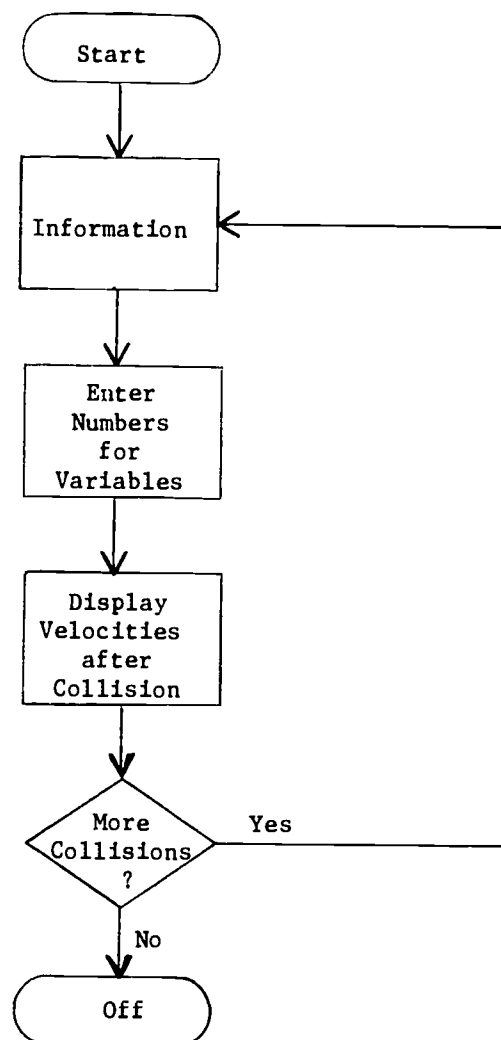 Start
Information
Enter
Numbers
for
Variables
Display
Velocities
after
Collision
More
Collisions
?
Yes
No
Off